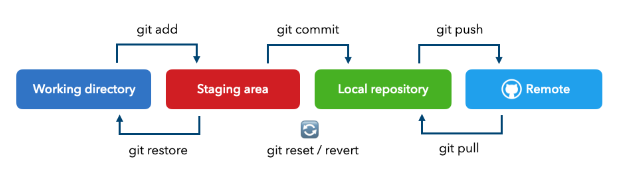 git add
git commit
git push
Working directory
Staging area
Local repository
Remote
git restore
git reset / revert
git pull